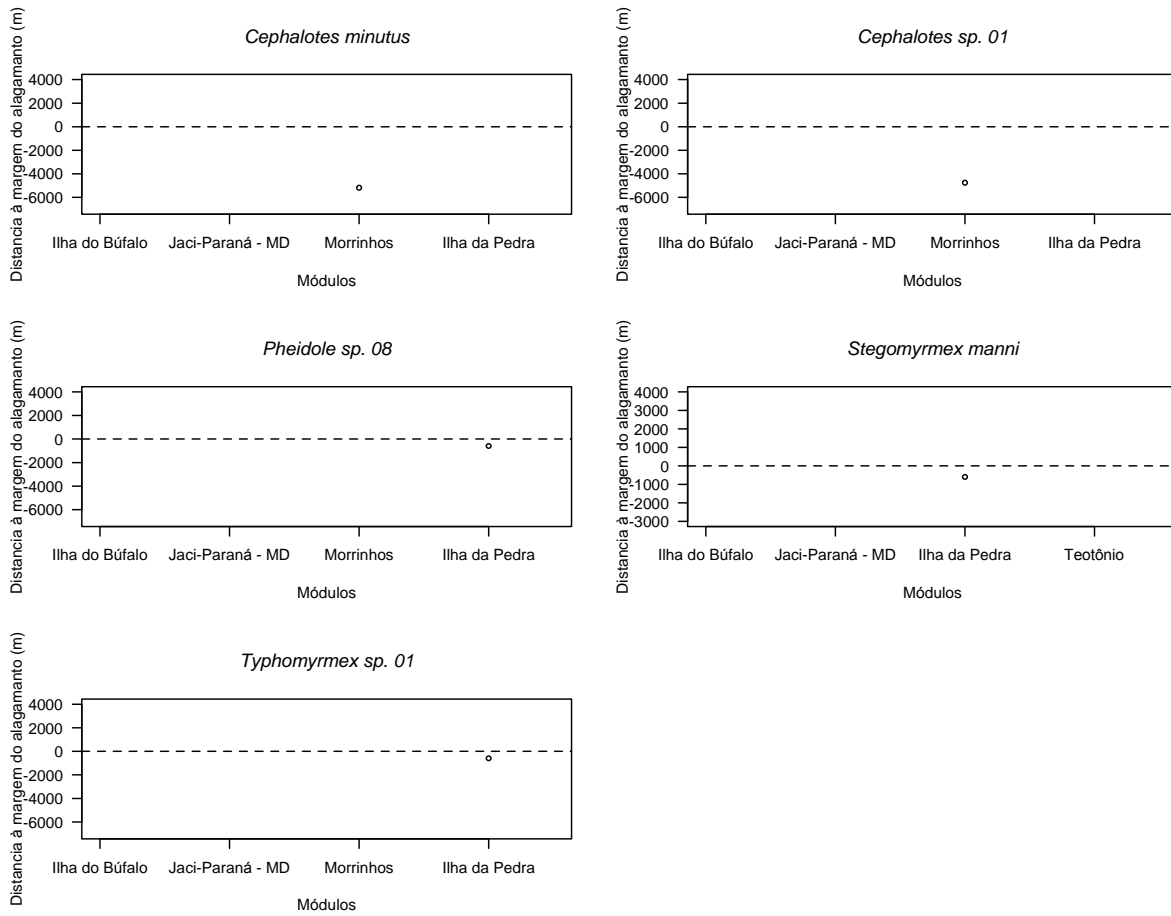 Cephalotes minutus
Distancia à margem do alagamanto (m)
4000
2000
0
-2000
-4000
-6000
Ilha do Búfalo Jaci-Paraná - MD Morrinhos Ilha da Pedra
Módulos
Cephalotes sp. 01
Distancia à margem do alagamanto (m)
4000
2000
0
-2000
-4000
-6000
Ilha do Búfalo Jaci-Paraná - MD Morrinhos Ilha da Pedra
Módulos
Pheidole sp. 08
Distancia à margem do alagamanto (m)
4000
2000
0
-2000
-4000
-6000
Ilha do Búfalo Jaci-Paraná - MD Morrinhos Ilha da Pedra
Módulos
Stegomyrmex manni
Distancia à margem do alagamanto (m)
4000
3000
2000
1000
0
-1000
-2000
-3000
Ilha do Búfalo Jaci-Paraná - MD Ilha da Pedra Teotônio
Módulos
Typhomyrmex sp. 01
Distancia à margem do alagamanto (m)
4000
2000
0
-2000
-4000
-6000
Ilha do Búfalo Jaci-Paraná - MD Morrinhos Ilha da Pedra
Módulos